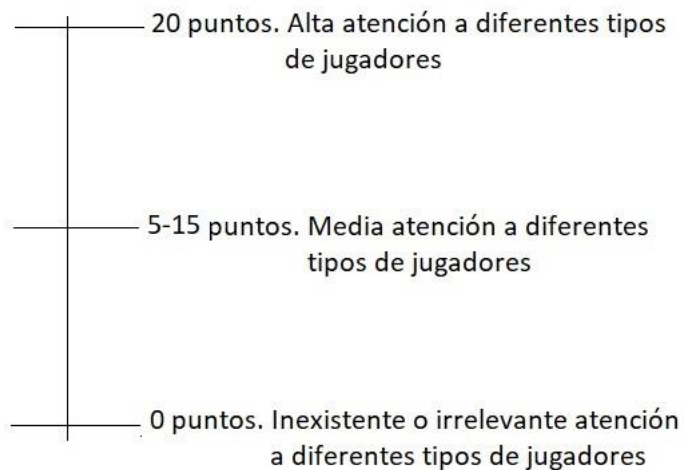 20 puntos. Alta atención a diferentes tipos
de jugadores
5-15 puntos. Media atención a diferentes
tipos de jugadores
0 puntos. Inexistente o irrelevante atención
a diferentes tipos de jugadores